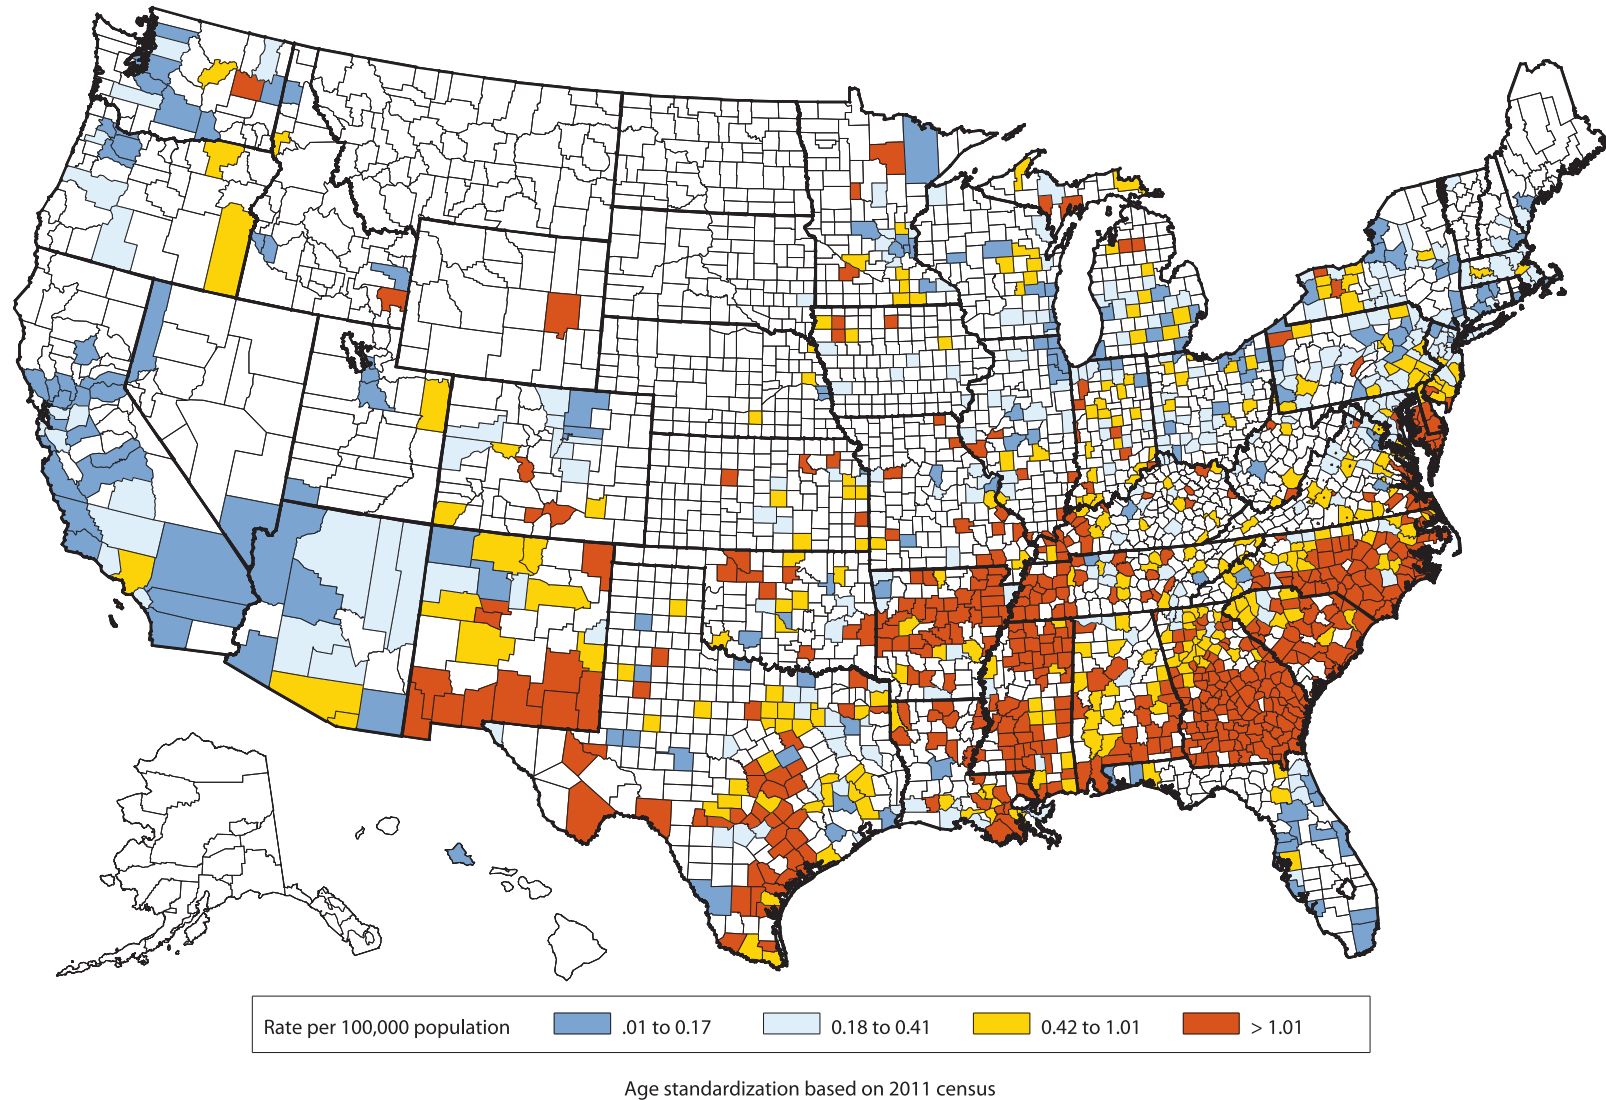 Rate per 100,000 population .01 to 0.17 0.18 to 0.41 0.42 to 1.01 > 1.01
Age standardization based on 2011 census